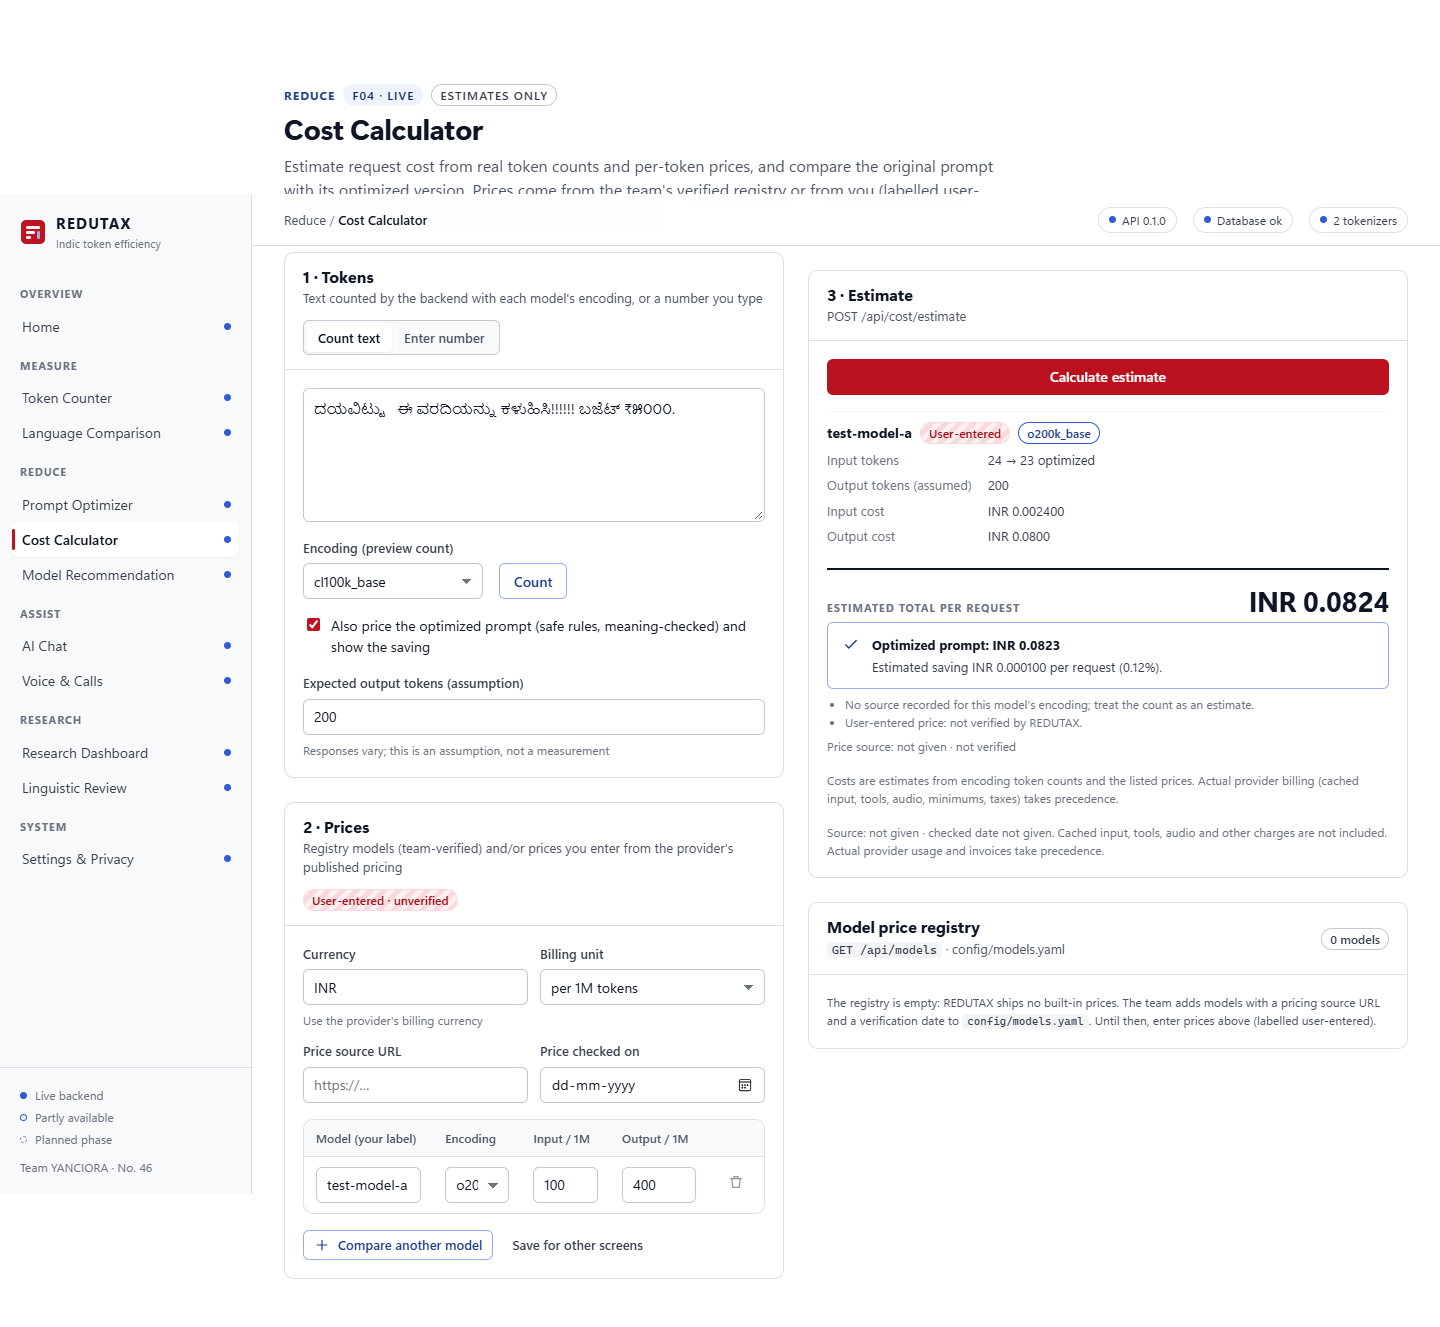 REDUCE F04 · LIVE ESTIMATES ONLY
Cost Calculator
Estimate request cost from real token counts and per-token prices, and compare the original prompt
with its optimized version. Prices come from the team's verified registry or from you (labelled user-
REDUTAX
Indic token efficiency
OVERVIEW
Home
MEASURE
Token Counter
Language Comparison
REDUCE
Prompt Optimizer
Cost Calculator
Model Recommendation
ASSIST
AI Chat
Voice & Calls
RESEARCH
Research Dashboard
Linguistic Review
SYSTEM
Settings & Privacy
Live backend
Partly available
Planned phase
Team YANCIORA · No. 46
Reduce / Cost Calculator
API 0.1.0
Database ok
2 tokenizers
1 · Tokens
Text counted by the backend with each model's encoding, or a number you type
Count text Enter number
ದಯವಿಟ್ಟು ಈ ವರದಿಯನ್ನು ಕಳುಹಿಸಿ!!!!!! ಬಜೆಟ್ ₹೫೦೦೦.
Encoding (preview count)
cl100k_base Count
Also price the optimized prompt (safe rules, meaning-checked) and
show the saving
Expected output tokens (assumption)
200
Responses vary; this is an assumption, not a measurement
2 · Prices
Registry models (team-verified) and/or prices you enter from the provider's
published pricing
User-entered · unverified
Currency Billing unit
INR per 1M tokens
Use the provider's billing currency
Price source URL Price checked on
https://... dd-mm-yyyy
Model (your label) Encoding Input / 1M Output / 1M
test-model-a o20 100 400
Compare another model Save for other screens
3 · Estimate
POST /api/cost/estimate
Calculate estimate
test-model-a User-entered o200k_base
Input tokens 24 → 23 optimized
Output tokens (assumed) 200
Input cost INR 0.002400
Output cost INR 0.0800
ESTIMATED TOTAL PER REQUEST INR 0.0824
Optimized prompt: INR 0.0823
Estimated saving INR 0.000100 per request (0.12%).
No source recorded for this model's encoding; treat the count as an estimate.
User-entered price: not verified by REDUTAX.
Price source: not given · not verified
Costs are estimates from encoding token counts and the listed prices. Actual provider billing (cached
input, tools, audio, minimums, taxes) takes precedence.
Source: not given · checked date not given. Cached input, tools, audio and other charges are not included.
Actual provider usage and invoices take precedence.
Model price registry
GET /api/models · config/models.yaml
0 models
The registry is empty: REDUTAX ships no built-in prices. The team adds models with a pricing source URL
and a verification date to config/models.yaml. Until then, enter prices above (labelled user-entered).